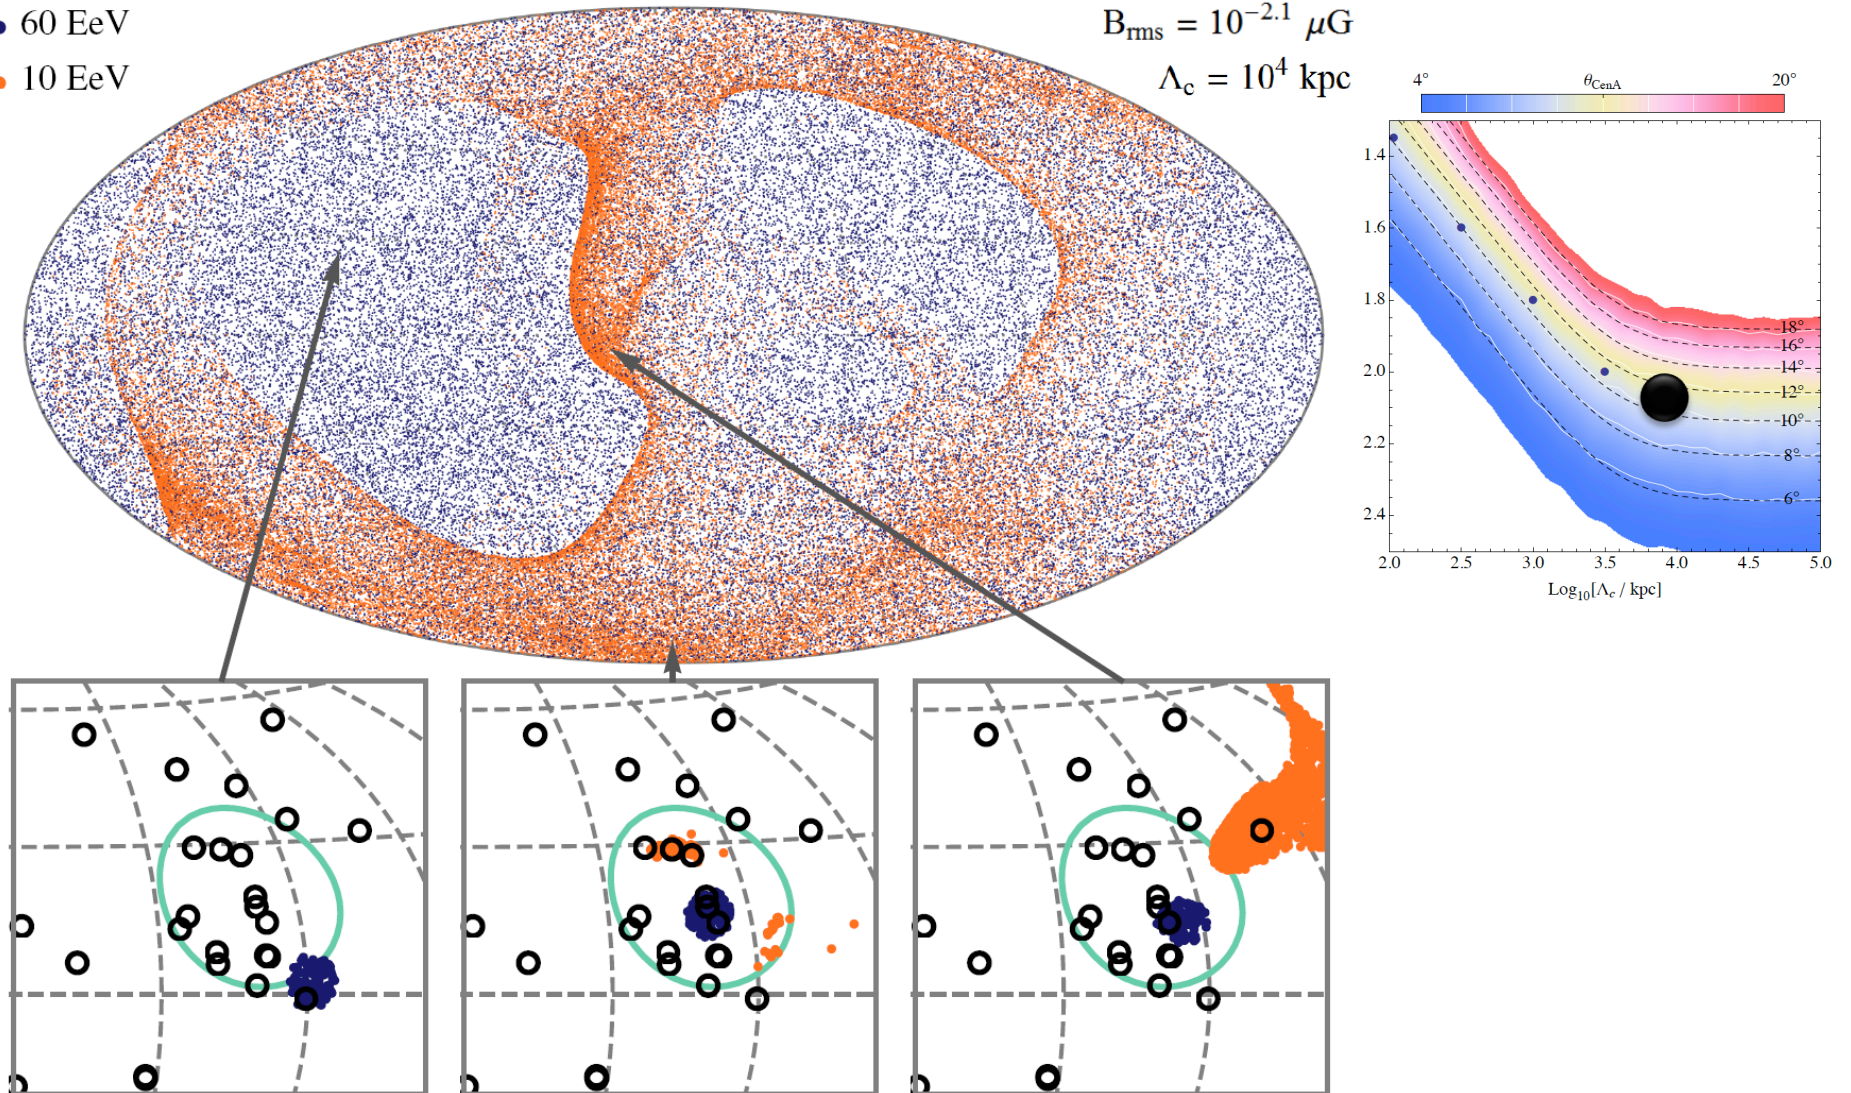 60 EeV
10 EeV
B_rms = 10^−2.1 μG
Λ_c = 10^4 kpc
4° θ_CenA 20°
1.4
1.6
1.8
2.0
2.2
2.4
18°
16°
14°
12°
10°
8°
6°
2.0 2.5 3.0 3.5 4.0 4.5 5.0
Log_10[Λ_c / kpc]